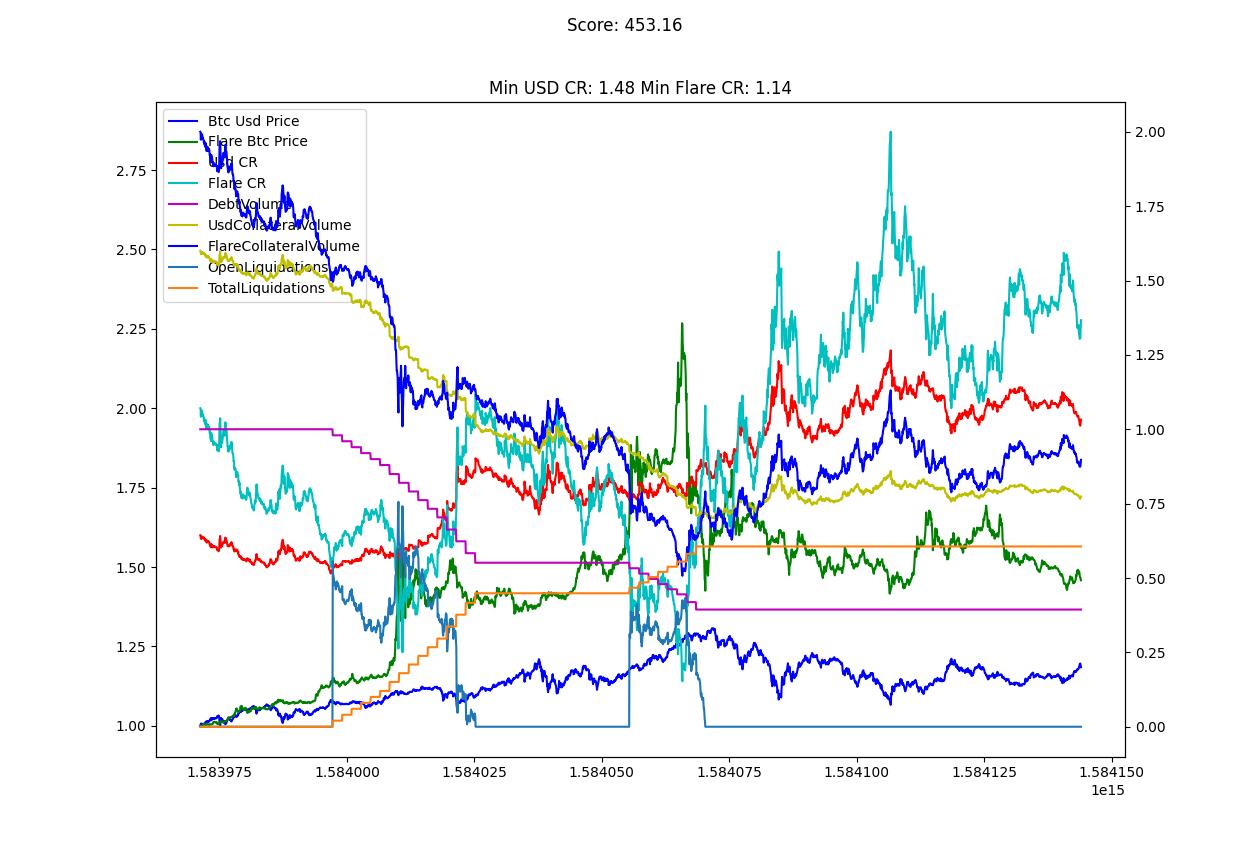 Score: 453.16
Min USD CR: 1.48 Min Flare CR: 1.14
Btc Usd Price
Flare Btc Price
Usd CR
Flare CR
DebtVolume
UsdCollateralVolume
FlareCollateralVolume
OpenLiquidations
TotalLiquidations
2.75
2.50
2.25
2.00
1.75
1.50
1.25
1.00
2.00
1.75
1.50
1.25
1.00
0.75
0.50
0.25
0.00
1.583975 1.584000 1.584025 1.584050 1.584075 1.584100 1.584125 1.584150
1e15